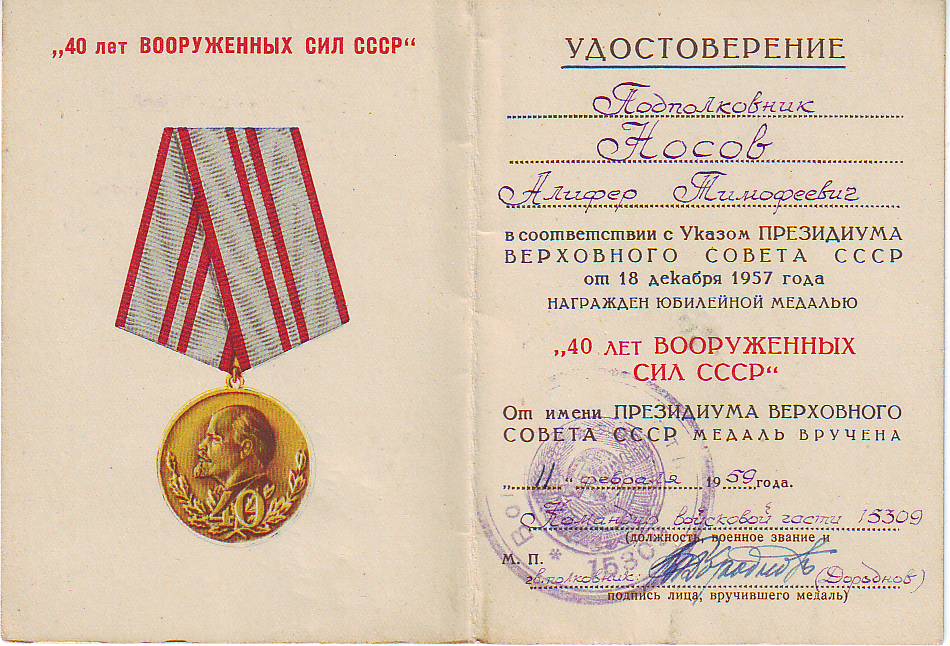 „40 лет ВООРУЖЕННЫХ СИЛ СССР“
УДОСТОВЕРЕНИЕ
Подполковник
Носов
Алифер Тимофеевич
в соответствии с Указом ПРЕЗИДИУМА
ВЕРХОВНОГО СОВЕТА СССР
от 18 декабря 1957 года
НАГРАЖДЕН ЮБИЛЕЙНОЙ МЕДАЛЬЮ
„40 ЛЕТ ВООРУЖЕННЫХ
СИЛ СССР“
От имени ПРЕЗИДИУМА ВЕРХОВНОГО
СОВЕТА СССР МЕДАЛЬ ВРУЧЕНА
„11“ февраля 1959 года.
Командир войсковой части 15309
(должность, военное звание и
М. П.
гв. полковник: (Дороднов)
подпись лица, вручившего медаль)
40